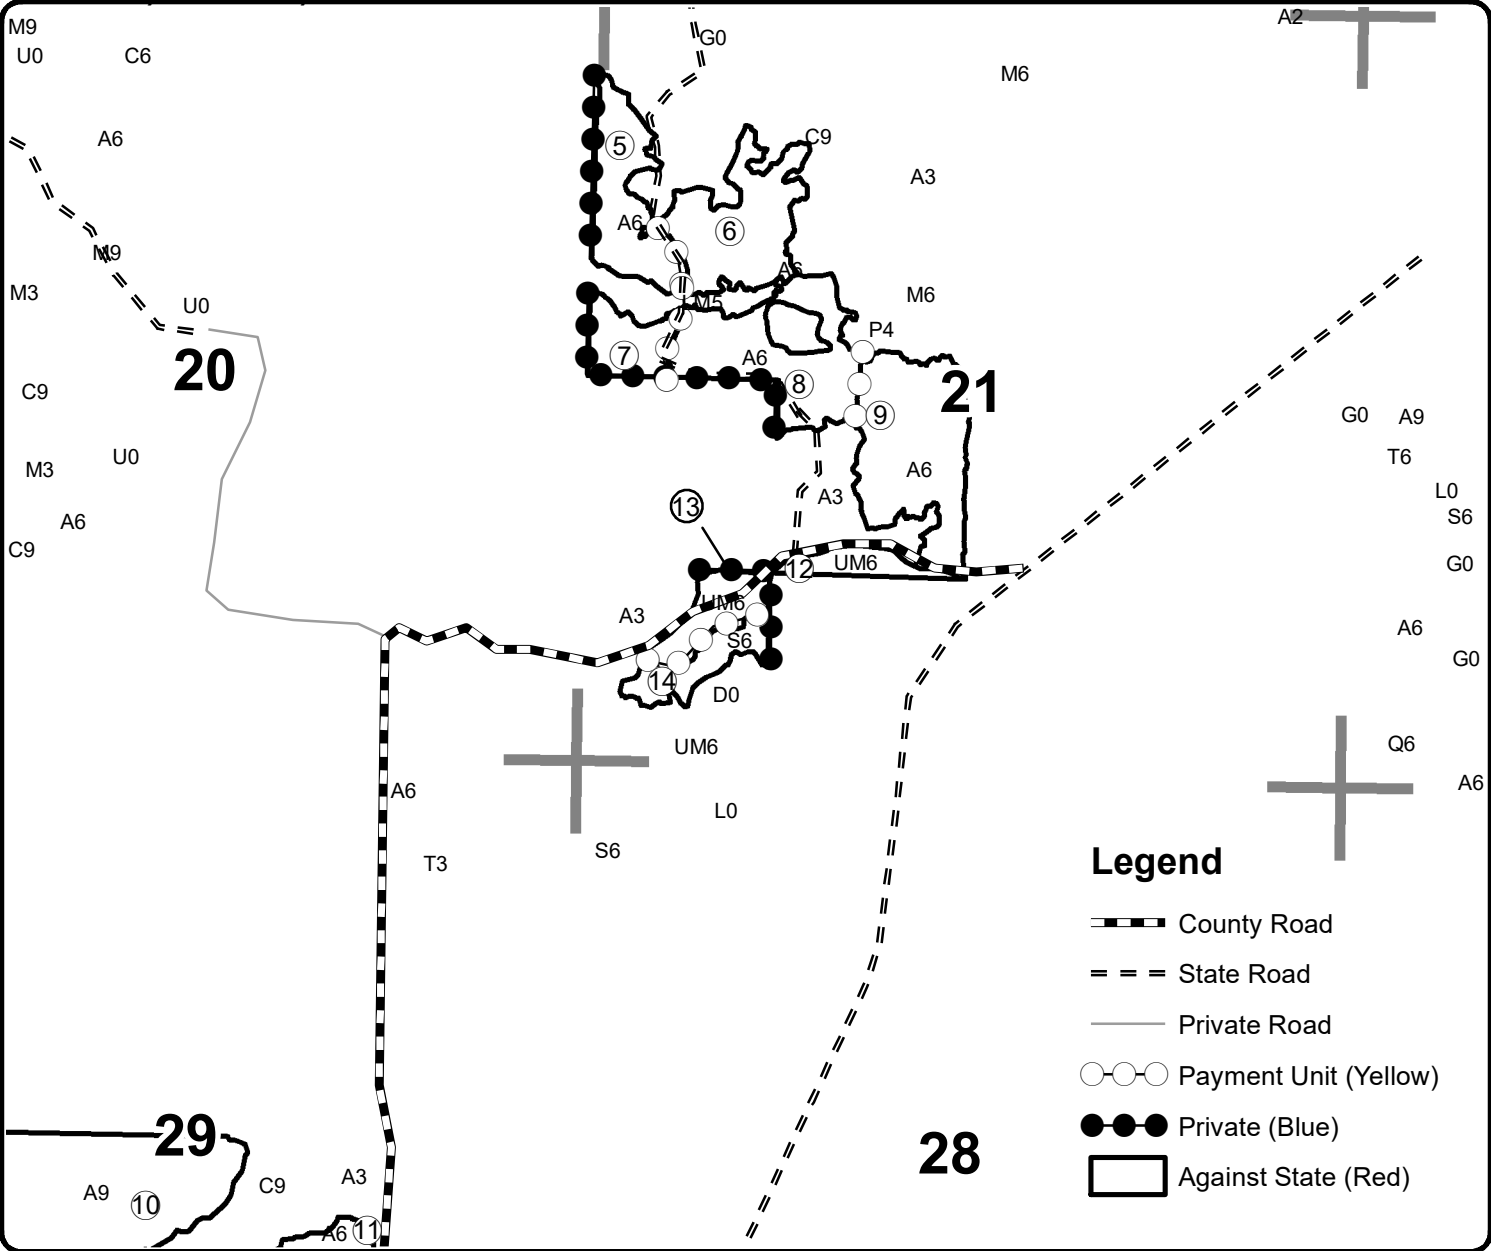 M9
A2
G0
U0
C6
M6
C9
A6
5
A3
A6
6
M9
A6
M3
M6
U0
M5
P4
7
A6
20
8
21
C9
9
G0
A9
U0
T6
M3
A6
L0
A3
13
S6
A6
C9
12
UM6
G0
UM6
A3
A6
S6
G0
14
D0
UM6
Q6
A6
A6
L0
S6
T3
Legend
County Road
State Road
Private Road
Payment Unit (Yellow)
Private (Blue)
Against State (Red)
29
28
A3
C9
A9
10
A6
11